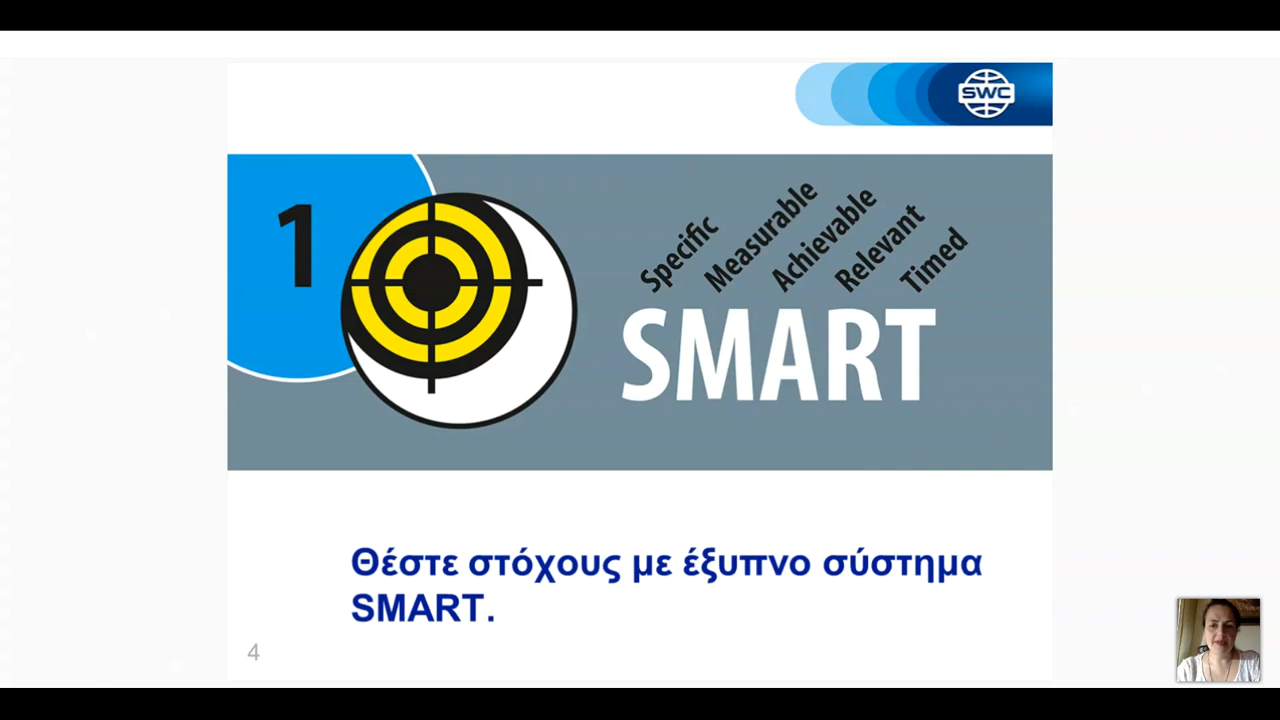 SWC
1
Specific
Measurable
Achievable
Relevant
Timed
SMART
Θέστε στόχους με έξυπνο σύστημα
SMART.
4